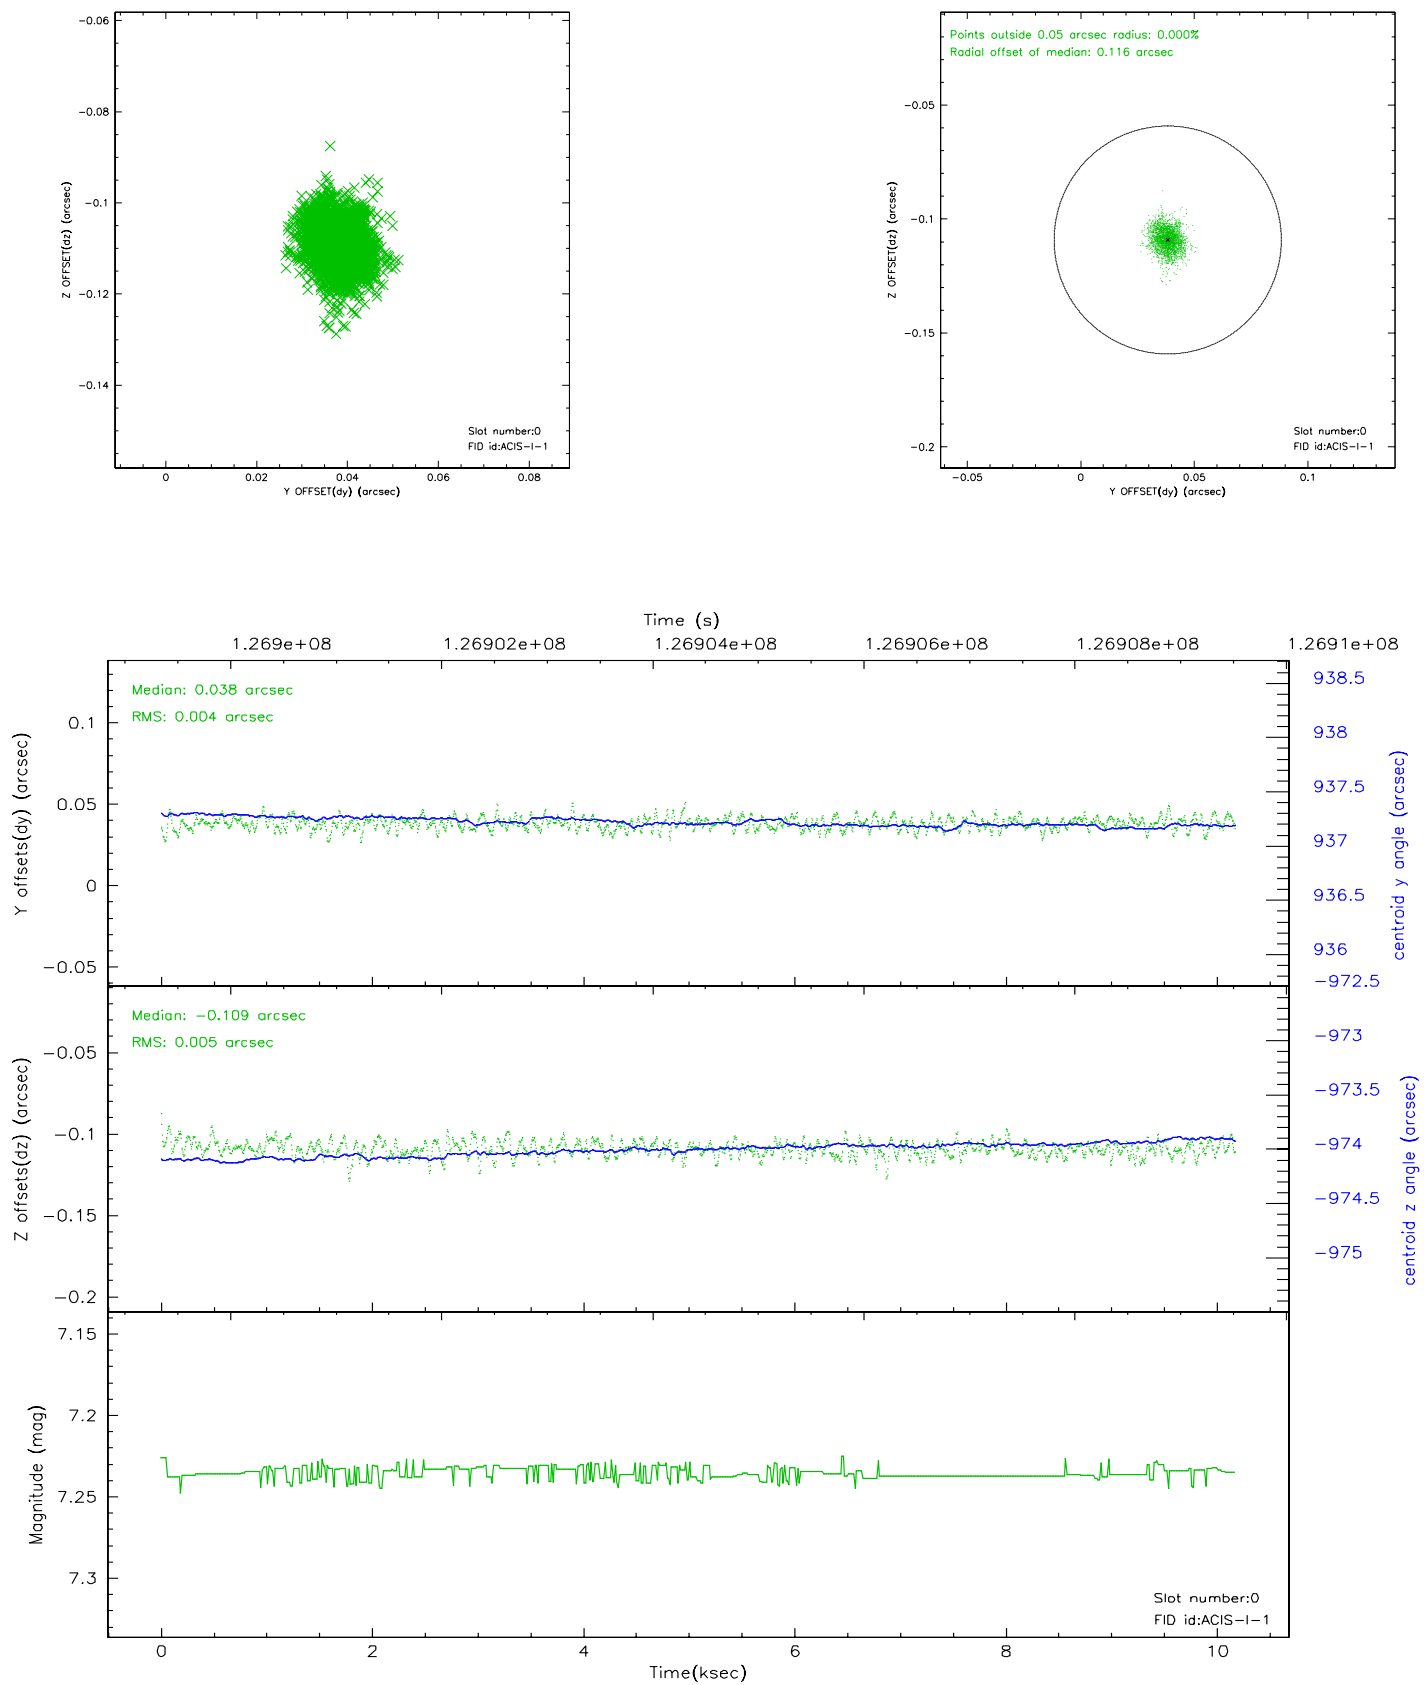 -0.06
-0.08
-0.1
-0.12
-0.14
Z OFFSET(dz) (arcsec)
Slot number:0
FID id:ACIS-I-1
0 0.02 0.04 0.06 0.08
Y OFFSET(dy) (arcsec)
Points outside 0.05 arcsec radius: 0.000%
Radial offset of median: 0.116 arcsec
-0.05
-0.1
-0.15
-0.2
Z OFFSET(dz) (arcsec)
Slot number:0
FID id:ACIS-I-1
-0.05 0 0.05 0.1
Y OFFSET(dy) (arcsec)
Time (s)
1.269e+08 1.26902e+08 1.26904e+08 1.26906e+08 1.26908e+08 1.2691e+08
Median: 0.038 arcsec
RMS: 0.004 arcsec
0.1
0.05
0
-0.05
Y offsets(dy) (arcsec)
938.5
938
937.5
937
936.5
936
centroid y angle (arcsec)
-972.5
Median: -0.109 arcsec
RMS: 0.005 arcsec
-0.05
-0.1
-0.15
-0.2
Z offsets(dz) (arcsec)
-973
-973.5
-974
-974.5
-975
centroid z angle (arcsec)
7.15
7.2
7.25
7.3
Magnitude (mag)
Slot number:0
FID id:ACIS-I-1
0 2 4 6 8 10
Time(ksec)